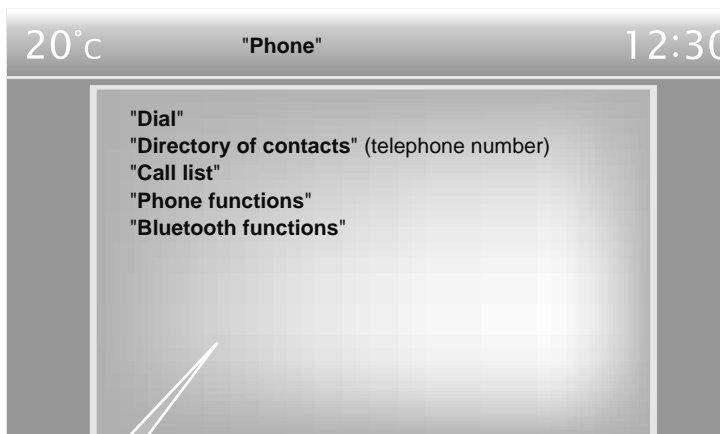 20°C "Phone" 12:30
"Dial"
"Directory of contacts" (telephone number)
"Call list"
"Phone functions"
"Bluetooth functions"